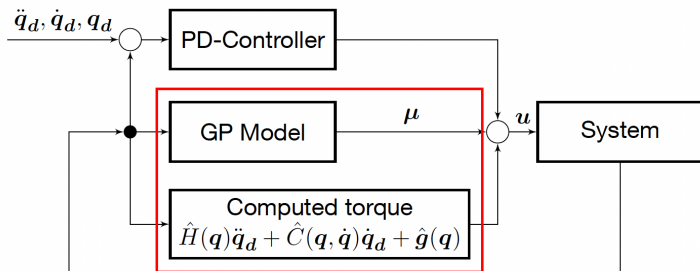 q̈_d, q̇_d, q_d
PD-Controller
GP Model
μ
u
System
Computed torque
Ĥ(q)q̈_d + Ĉ(q, q̇)q̇_d + ĝ(q)